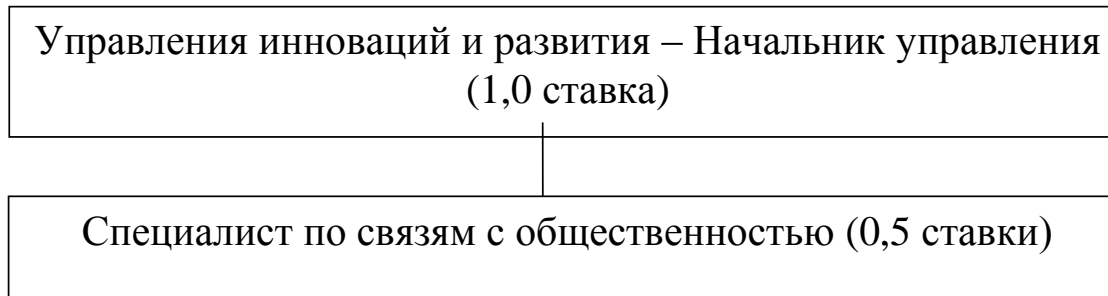 Управления инноваций и развития – Начальник управления
(1,0 ставка)
Специалист по связям с общественностью (0,5 ставки)